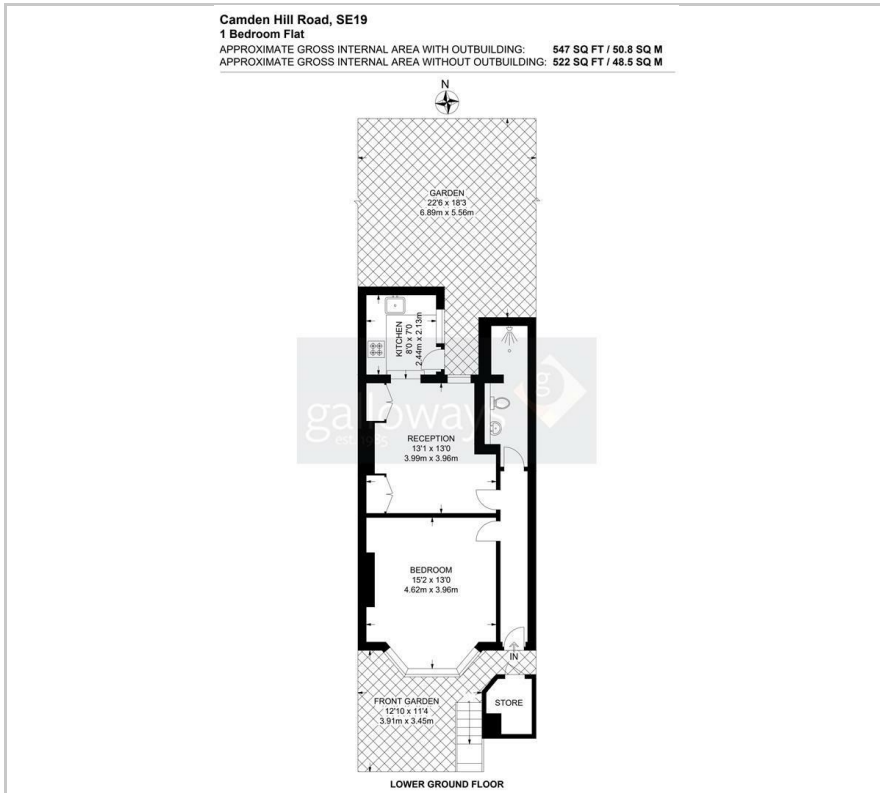 Camden Hill Road, SE19
1 Bedroom Flat
APPROXIMATE GROSS INTERNAL AREA WITH OUTBUILDING: 547 SQ FT / 50.8 SQ M
APPROXIMATE GROSS INTERNAL AREA WITHOUT OUTBUILDING: 522 SQ FT / 48.5 SQ M
N
GARDEN
22'6 x 18'3
6.89m x 5.56m
KITCHEN
8'0 x 7'0
2.44m x 2.13m
g
galloways
est. 1985
RECEPTION
13'1 x 13'0
3.99m x 3.96m
BEDROOM
15'2 x 13'0
4.62m x 3.96m
IN
STORE
FRONT GARDEN
12'10 x 11'4
3.91m x 3.45m
LOWER GROUND FLOOR